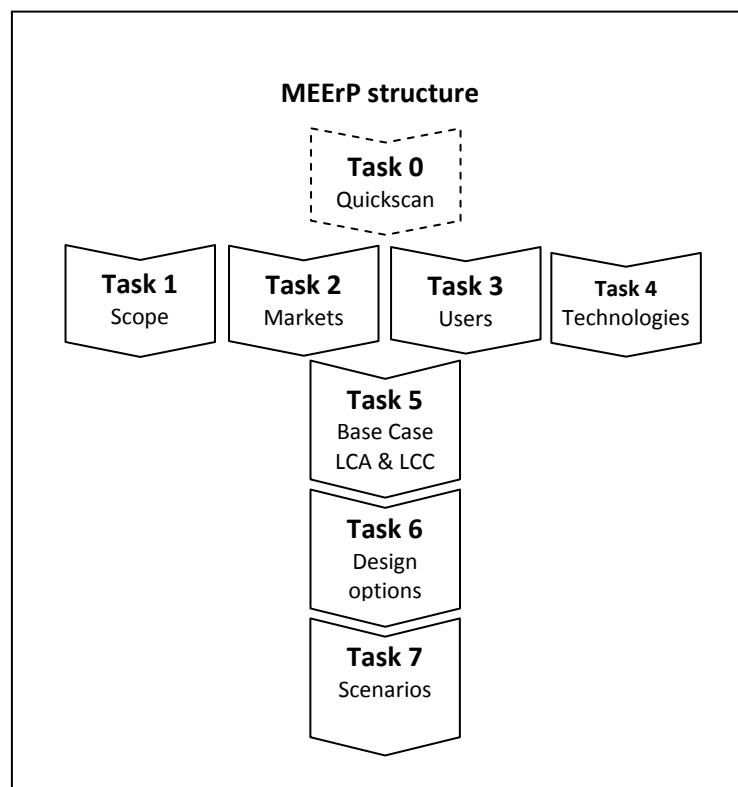 MEErP structure
Task 0
Quickscan
Task 1
Scope
Task 2
Markets
Task 3
Users
Task 4
Technologies
Task 5
Base Case
LCA & LCC
Task 6
Design
options
Task 7
Scenarios